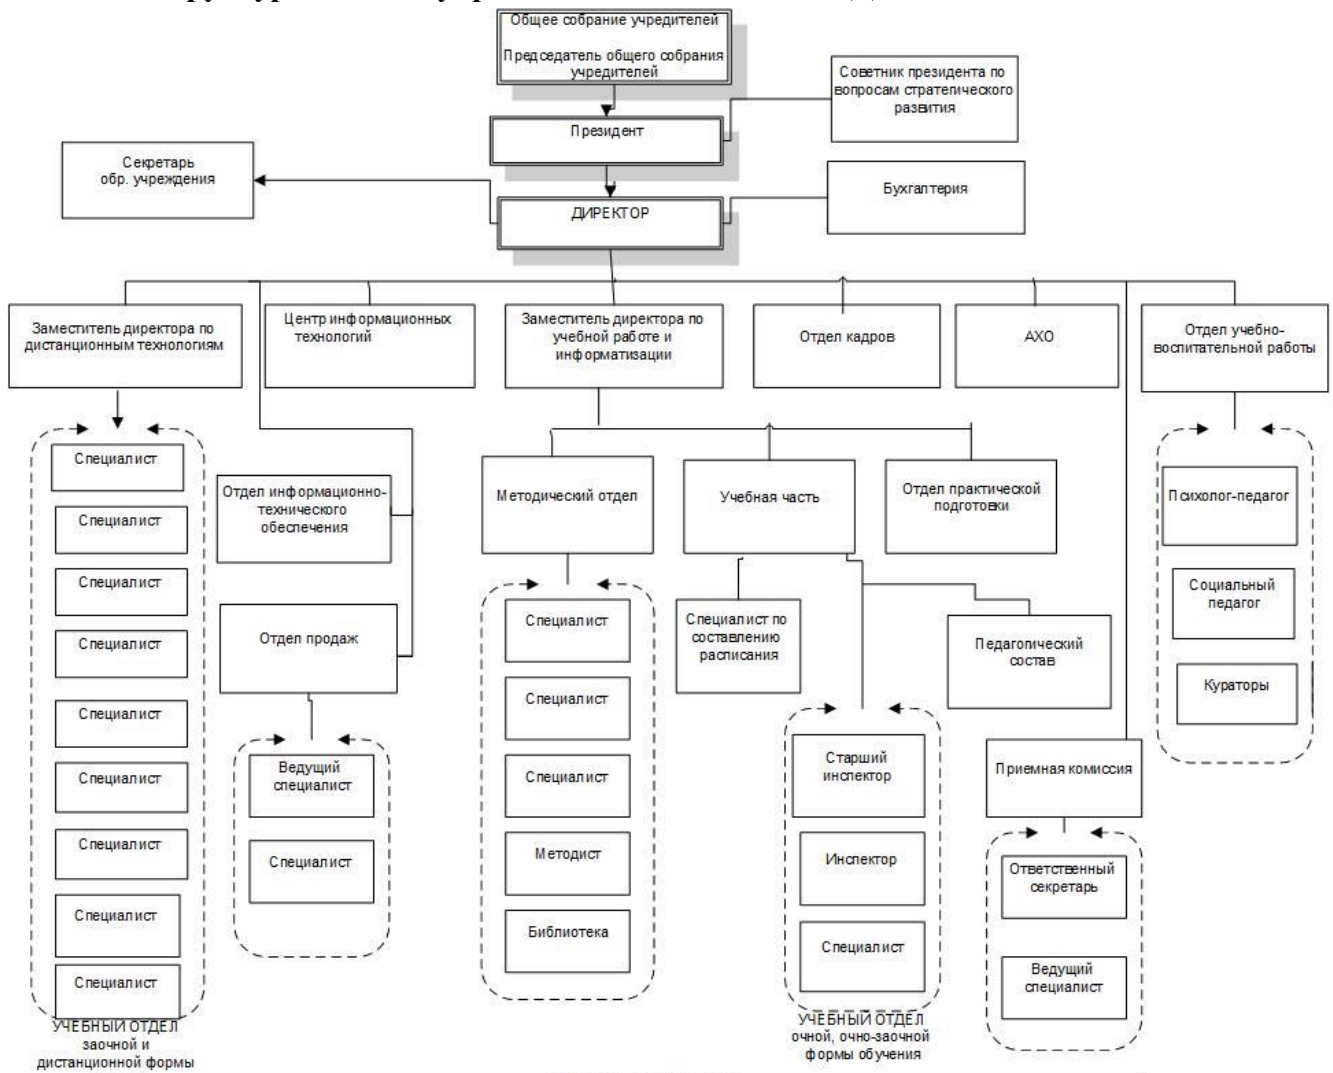 Общее собрание учредителей
Председатель общего собрания
учредителей
Советник президента по
вопросам стратегического
развития
Президент
Секретарь
обр. учреждения
Бухгалтерия
ДИРЕКТОР
Заместитель директора по
дистанционным технологиям
Центр информационных
технологий
Заместитель директора по
учебной работе и
информатизации
Отдел кадров
АХО
Отдел учебно-
воспитательной работы
Специалист
Специалист
Специалист
Специалист
Специалист
Специалист
Специалист
Специалист
Специалист
УЧЕБНЫЙ ОТДЕЛ
заочной и
дистанционной формы
Отдел информационно-
технического
обеспечения
Отдел продаж
Ведущий
специалист
Специалист
Методический отдел
Специалист
Специалист
Специалист
Методист
Библиотека
Учебная часть
Специалист по
составлению
расписания
Отдел практической
подготовки
Педагогический
состав
Старший
инспектор
Инспектор
Специалист
УЧЕБНЫЙ ОТДЕЛ
очной, очно-заочной
формы обучения
Приемная комиссия
Ответственный
секретарь
Ведущий
специалист
Психолог-педагог
Социальный
педагог
Кураторы